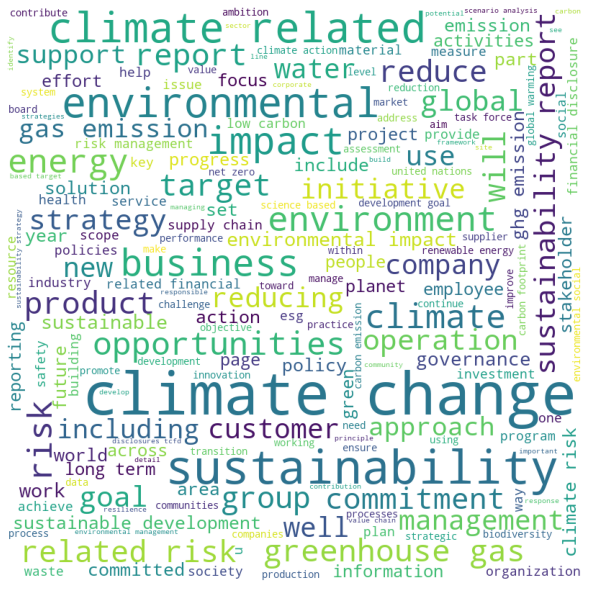 contribute
ambition
sector
potential
scenario analysis
carbon
climate related
emission
activities
see
identify
support report
climate action
material
measure
part
line
water
reduce
effort
help
value
issue
focus
level
reduction
system
corporate
strategies
environmental
market
address
global
social
global warming
financial disclosure
board
low carbon
task force
aim
gas emission
impact
risk management
project
provide
assessment
framework
build
site
energy
key
progress
include
use
will
ghg emission
sustainability report
based target
net zero
united nations
solution
target
initiative
science based
development goal
managing
health
service
set
supply chain
environment
strategy
performance
within
renewable energy
supplier
year
scope
environmental impact
make
resource
sustainability strategy
policies
new
business
people
company
stakeholder
industry
related financial
toward
manage
planet
employee
improve
carbon footprint
environmental social
responsible
product
reducing
challenge
continue
climate
sustainable
action
esg
practice
operation
objective
reporting
safety
future
building
opportunities
page
policy
green
carbon emission
governance
community
development
investment
promote
innovation
develop
climate change
risk
including
customer
need
approach
one
disclosures tcfd
working
principle
using
program
world
across
transition
ensure
important
long term
detail
sustainability
data
work
goal
area
group
commitment
contribution
response
way
climate risk
resilience
communities
value chain
achieve
management
processes
biodiversity
sustainable development
well
plan
strategic
process
environmental management
companies
u
related risk
greenhouse gas
waste
committed
society
production
information
organization